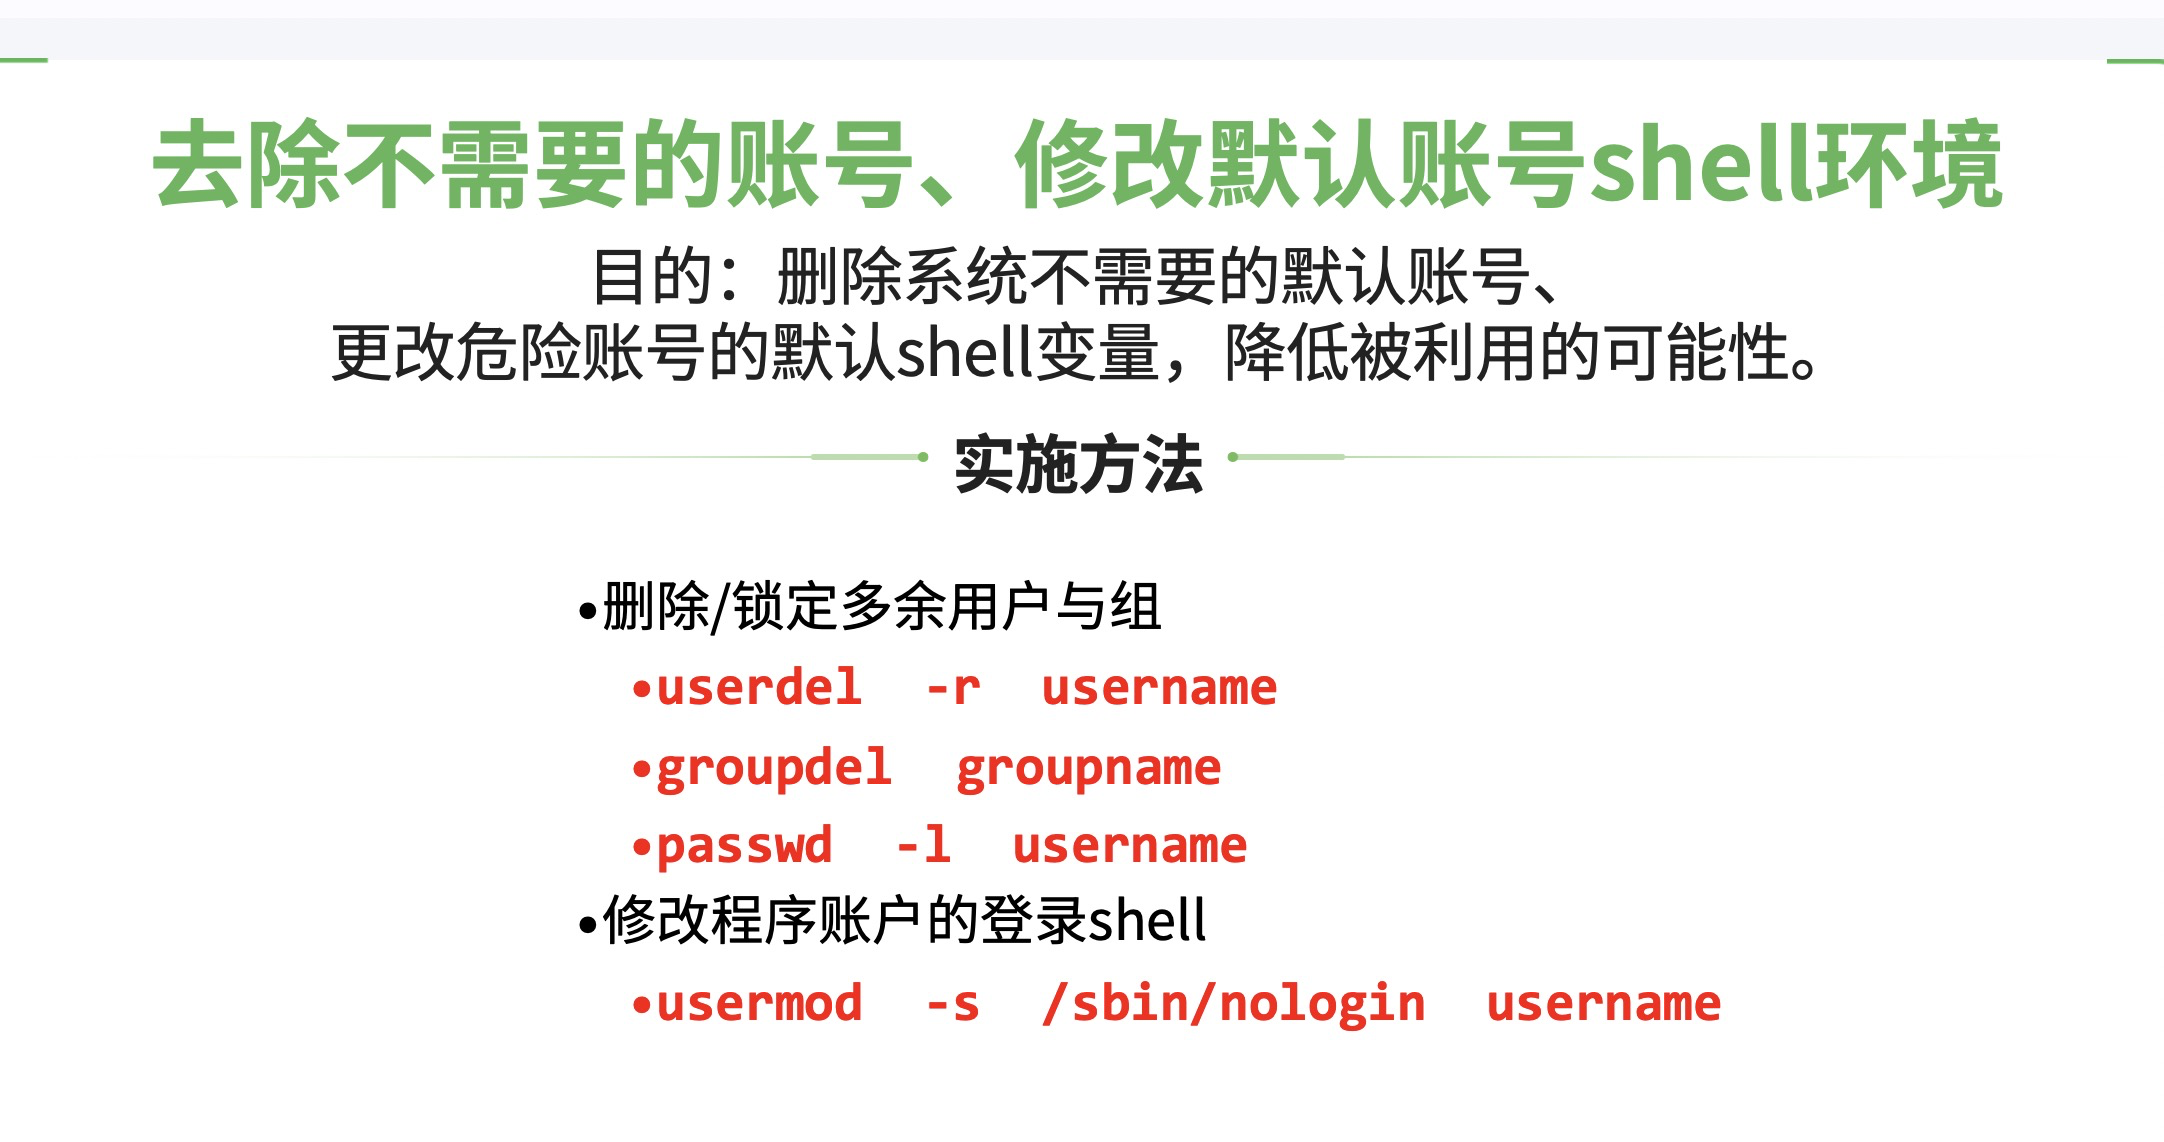 去除不需要的账号、修改默认账号shell环境
目的：删除系统不需要的默认账号、
更改危险账号的默认shell变量，降低被利用的可能性。
实施方法
•删除/锁定多余用户与组
•userdel -r username
•groupdel groupname
•passwd -l username
•修改程序账户的登录shell
•usermod -s /sbin/nologin username